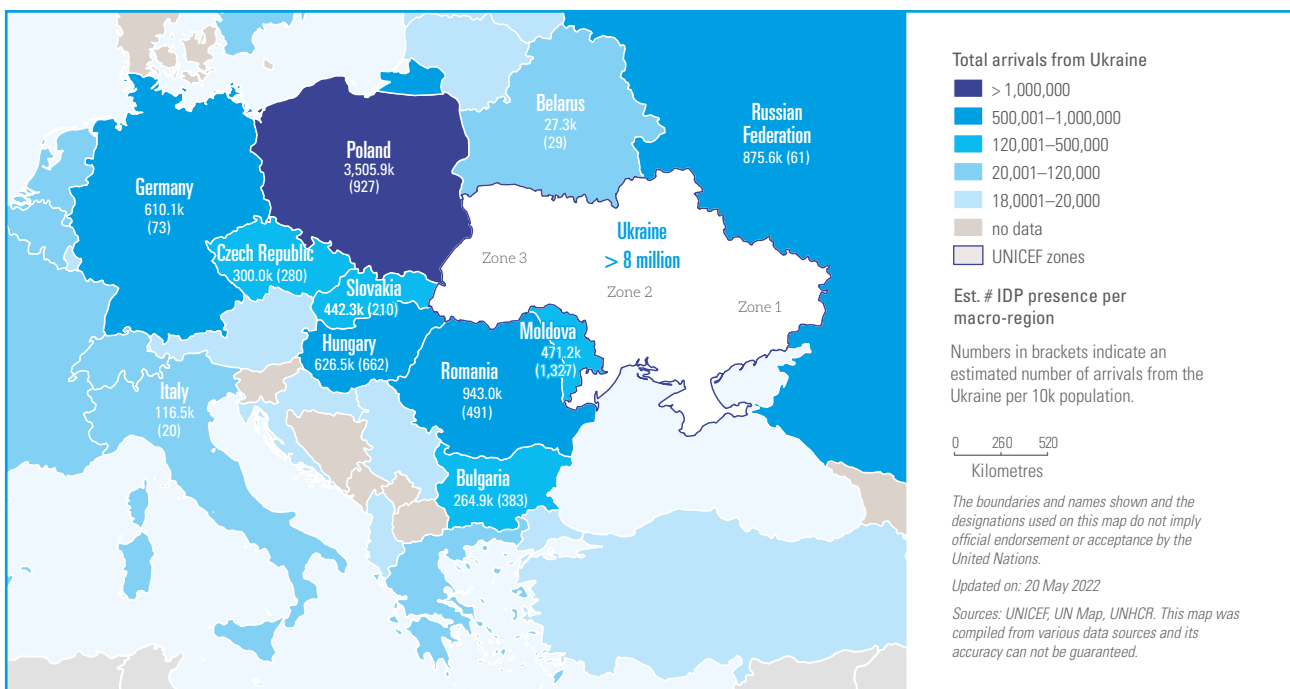 Belarus
27.3k
(29)
Russian
Federation
875.6k (61)
Poland
3,505.9k
(927)
Germany
610.1k
(73)
Ukraine
> 8 million
Zone 3
Zone 2
Zone 1
Czech Republic
300.0k (280)
Slovakia
442.3k (210)
Hungary
626.5k (662)
Moldova
471.2k
(1,327)
Romania
943.0k
(491)
Italy
116.5k
(20)
Bulgaria
264.9k (383)
Total arrivals from Ukraine
> 1,000,000
500,001–1,000,000
120,001–500,000
20,001–120,000
18,0001–20,000
no data
UNICEF zones
Est. # IDP presence per
macro-region
Numbers in brackets indicate an
estimated number of arrivals from the
Ukraine per 10k population.
0 260 520
Kilometres
The boundaries and names shown and the
designations used on this map do not imply
official endorsement or acceptance by the
United Nations.
Updated on: 20 May 2022
Sources: UNICEF, UN Map, UNHCR. This map was
compiled from various data sources and its
accuracy can not be guaranteed.